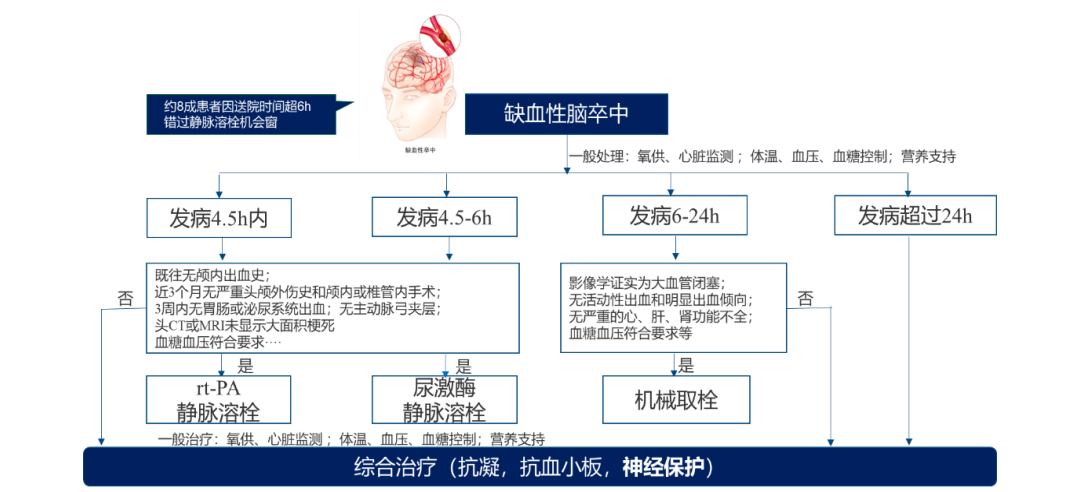 约8成患者因送院时间超6h
错过静脉溶栓机会窗
缺血性卒中
缺血性脑卒中
一般处理：氧供、心脏监测；体温、血压、血糖控制；营养支持
发病4.5h内
发病4.5-6h
发病6-24h
发病超过24h
否
既往无颅内出血史；
近3个月无严重头颅外伤史和颅内或椎管内手术；
3周内无胃肠或泌尿系统出血；无主动脉弓夹层；
头CT或MRI未显示大面积梗死
血糖血压符合要求····
影像学证实为大血管闭塞；
无活动性出血和明显出血倾向；
无严重的心、肝、肾功能不全；
血糖血压符合要求等
否
是
是
是
rt-PA
静脉溶栓
尿激酶
静脉溶栓
机械取栓
一般治疗：氧供、心脏监测；体温、血压、血糖控制；营养支持
综合治疗（抗凝，抗血小板，神经保护）